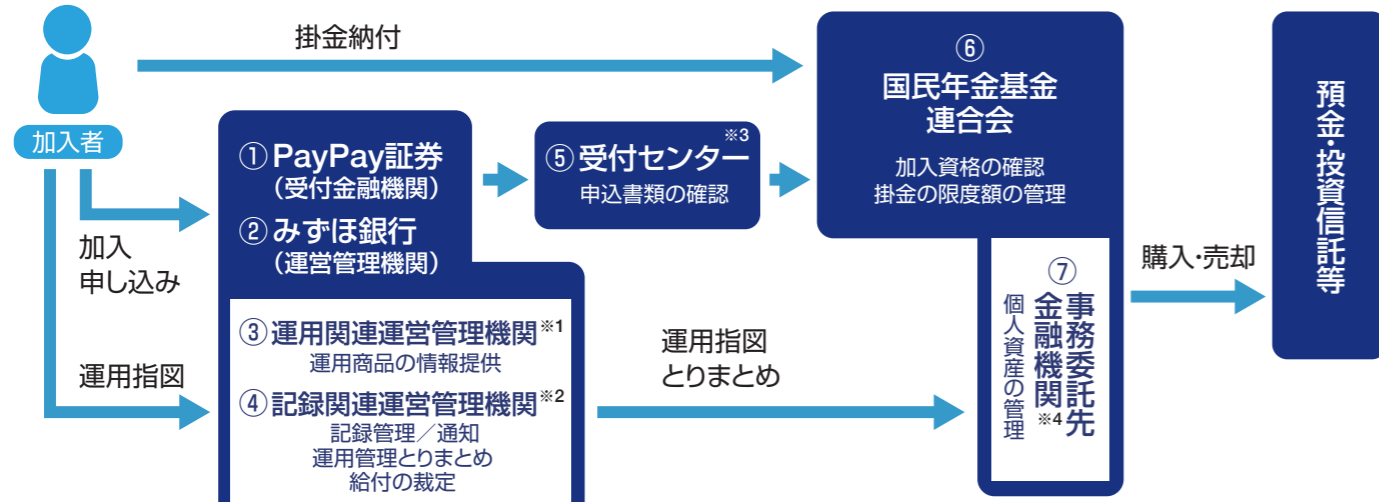 加入者
掛金納付
加入
申し込み
運用指図
①PayPay証券
（受付金融機関）
②みずほ銀行
（運営管理機関）
③運用関連運営管理機関※1
運用商品の情報提供
④記録関連運営管理機関※2
記録管理／通知
運用管理とりまとめ
給付の裁定
⑤受付センター※3
申込書類の確認
運用指図
とりまとめ
⑥
国民年金基金
連合会
加入資格の確認
掛金の限度額の管理
⑦
事務委託先
金融機関※4
個人資産の管理
購入・売却
預金・投資信託等